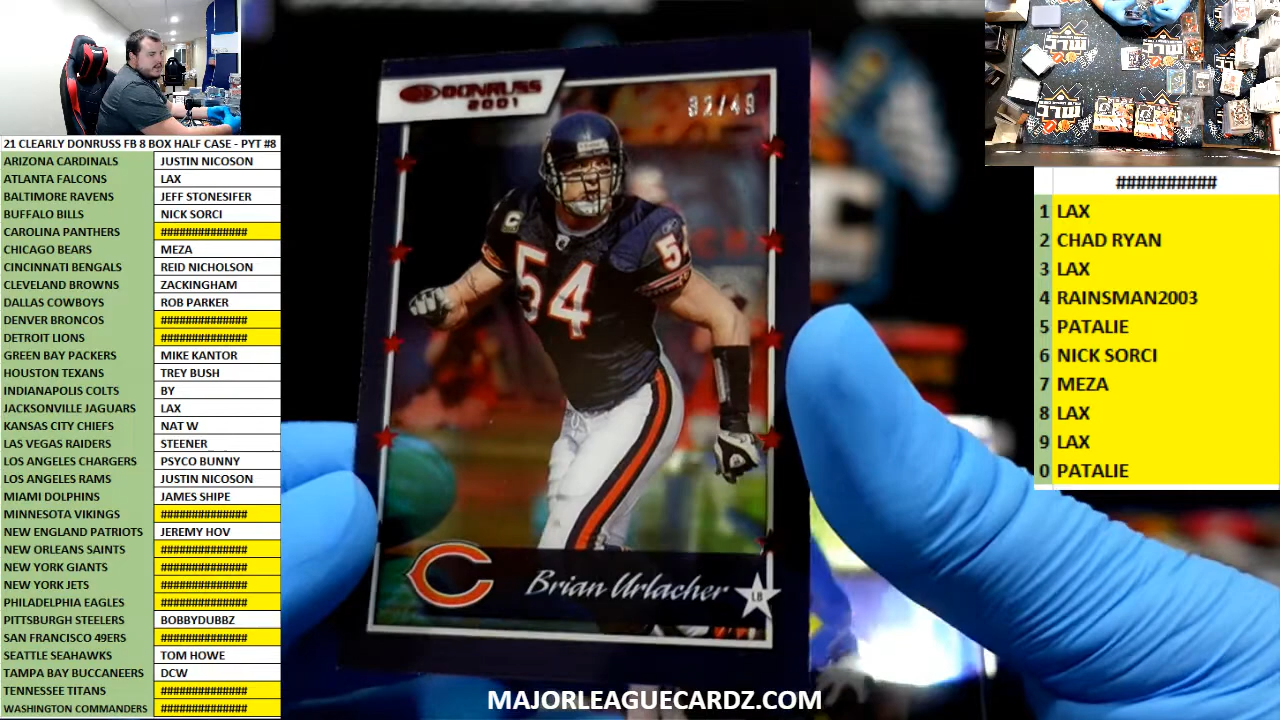 21 CLEARLY DONRUSS FB 8 BOX HALF CASE - PYT #8
ARIZONA CARDINALS JUSTIN NICOSON
ATLANTA FALCONS LAX
BALTIMORE RAVENS JEFF STONESIFER
BUFFALO BILLS NICK SORCI
CAROLINA PANTHERS ##############
CHICAGO BEARS MEZA
CINCINNATI BENGALS REID NICHOLSON
CLEVELAND BROWNS ZACKINGHAM
DALLAS COWBOYS ROB PARKER
DENVER BRONCOS ##############
DETROIT LIONS ##############
GREEN BAY PACKERS MIKE KANTOR
HOUSTON TEXANS TREY BUSH
INDIANAPOLIS COLTS BY
JACKSONVILLE JAGUARS LAX
KANSAS CITY CHIEFS NAT W
LAS VEGAS RAIDERS STEENER
LOS ANGELES CHARGERS PSYCO BUNNY
LOS ANGELES RAMS JUSTIN NICOSON
MIAMI DOLPHINS JAMES SHIPE
MINNESOTA VIKINGS ##############
NEW ENGLAND PATRIOTS JEREMY HOV
NEW ORLEANS SAINTS ##############
NEW YORK GIANTS ##############
NEW YORK JETS ##############
PHILADELPHIA EAGLES ##############
PITTSBURGH STEELERS BOBBYDUBBZ
SAN FRANCISCO 49ERS ##############
SEATTLE SEAHAWKS TOM HOWE
TAMPA BAY BUCCANEERS DCW
TENNESSEE TITANS ##############
WASHINGTON COMMANDERS ##############
DONRUSS
2001
32/49
C
54
54
C
Brian Urlacher
LB
MAJORLEAGUECARDZ.COM
##########
1 LAX
2 CHAD RYAN
3 LAX
4 RAINSMAN2003
5 PATALIE
6 NICK SORCI
7 MEZA
8 LAX
9 LAX
0 PATALIE